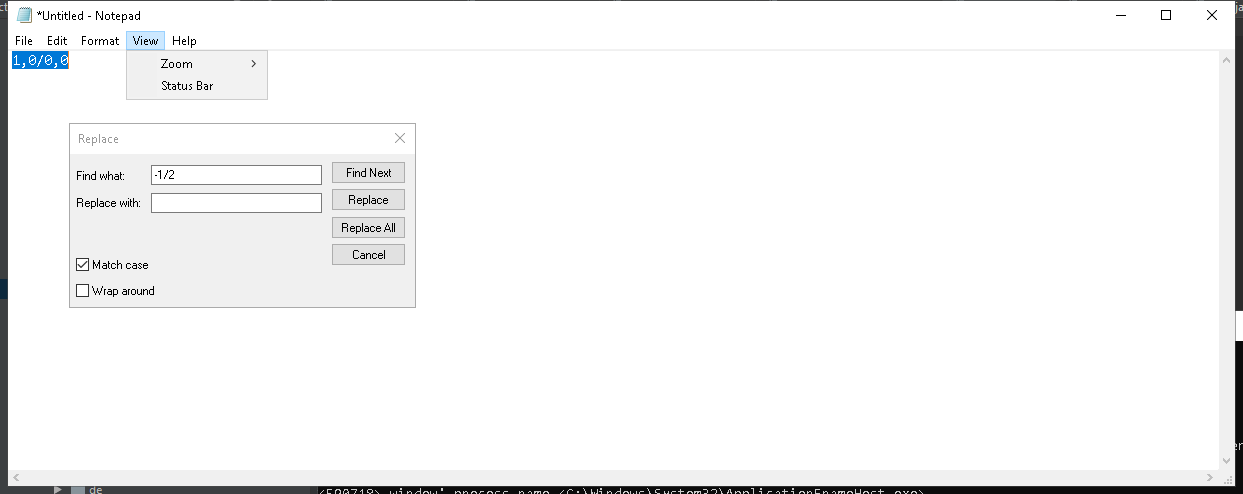 *Untitled - Notepad
File Edit Format View Help
1,0/0,0
Zoom
Status Bar
Replace
Find what: -1/2 Find Next
Replace with: Replace
Replace All
Cancel
Match case
Wrap around
de
window' process name <C:\Windows\System32\ApplicationFrameHost.exe>